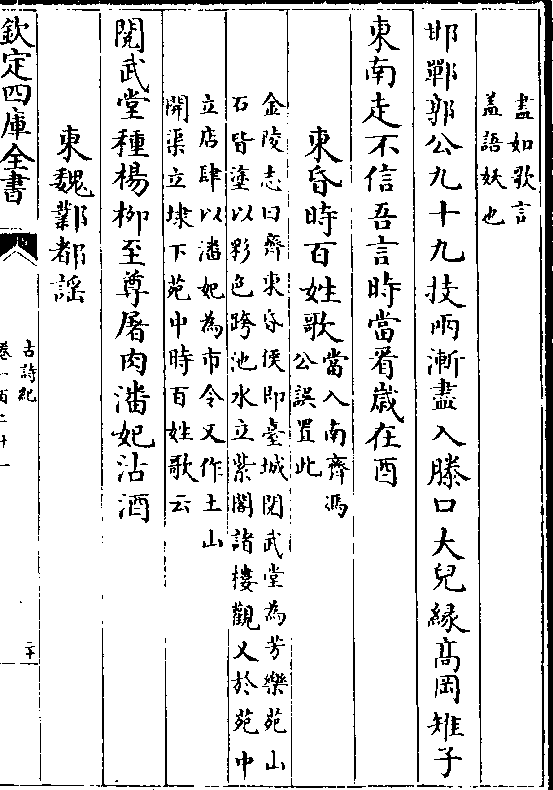 盡如歌言
蓋語妖也
邯鄲郭公九十九技兩漸盡入滕口大兒緣高岡雉子
東南走不信吾言時當看歲在酉
東昏時百姓歌
當入南齊馮
公誤置此
金陵志曰齊東昏侯即臺城閱武堂為芳樂苑山
石皆塗以彩色跨池水立紫閣諸樓觀又於苑中
立店肆以潘妃為市令又作土山
開渠立埭下苑中時百姓歌云
閱武堂種楊柳至尊屠肉潘妃沽酒
東魏鄴都謠
欽定四庫全書
古詩紀
卷一百二十一
二十